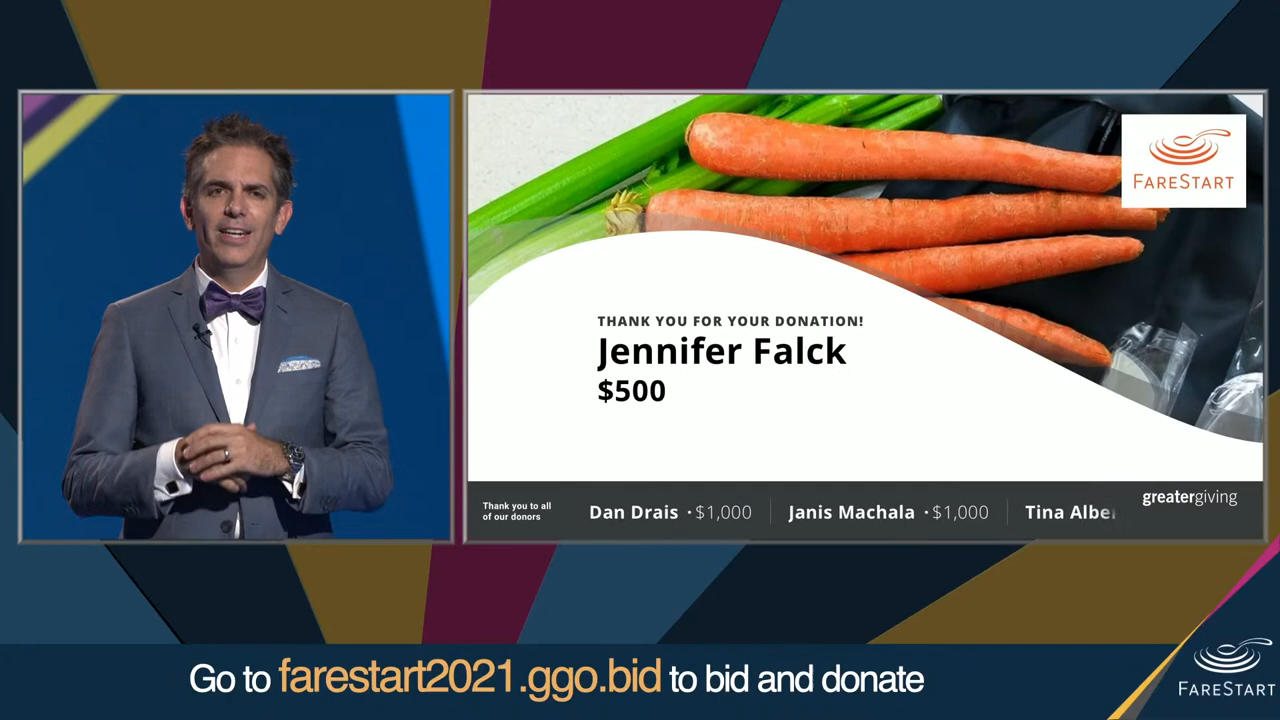 FARESTART
THANK YOU FOR YOUR DONATION!
Jennifer Falck
$500
Thank you to all
of our donors
Dan Drais · $1,000
Janis Machala · $1,000
Tina
greatergiving
Go to farestart2021.ggo.bid to bid and donate
FARESTART